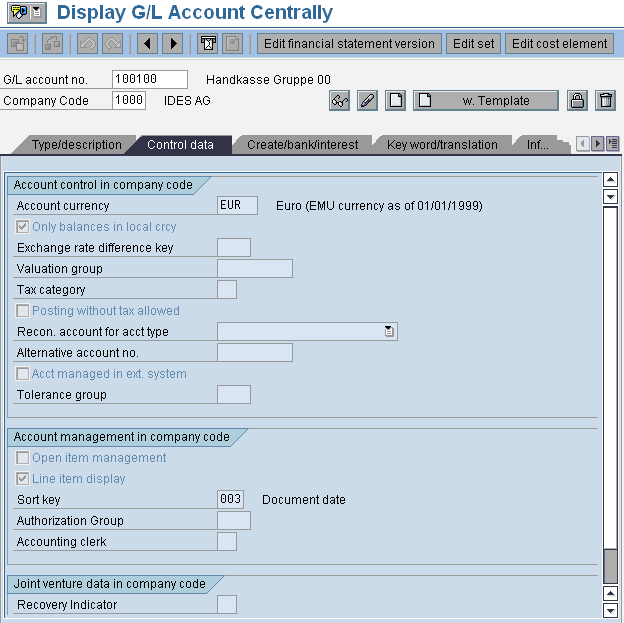 Display G/L Account Centrally
Edit financial statement version Edit set Edit cost element
G/L account no. 100100 Handkasse Gruppe 00
Company Code 1000 IDES AG
w. Template
Type/description Control data Create/bank/interest Key word/translation Inf...
Account control in company code
Account currency EUR Euro (EMU currency as of 01/01/1999)
Only balances in local crcy
Exchange rate difference key
Valuation group
Tax category
Posting without tax allowed
Recon. account for acct type
Alternative account no.
Acct managed in ext. system
Tolerance group
Account management in company code
Open item management
Line item display
Sort key 003 Document date
Authorization Group
Accounting clerk
Joint venture data in company code
Recovery Indicator